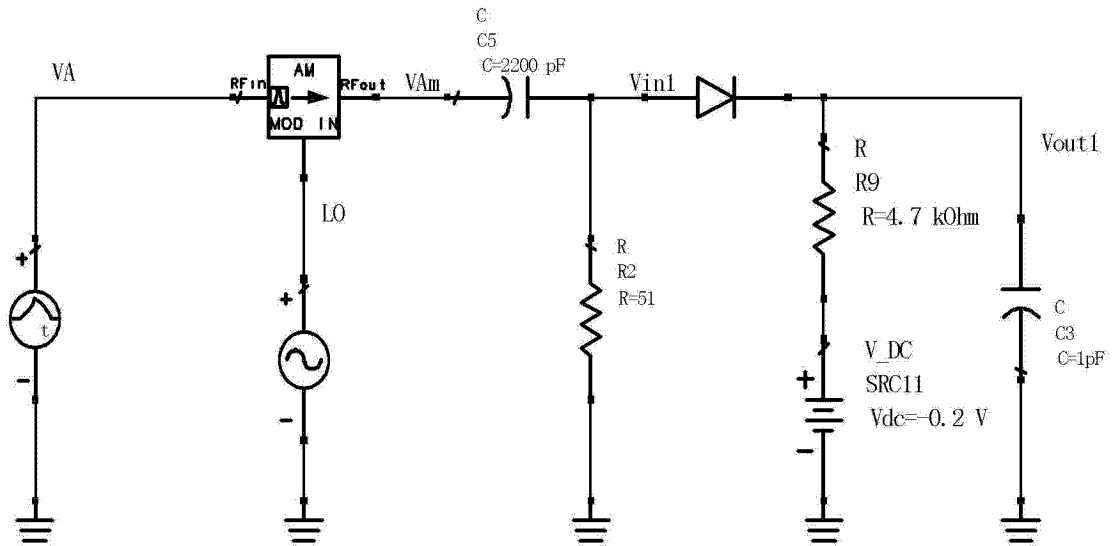 VA
RFin
AM
MOD IN
RFout
VAm
C
C5
C=2200 pF
Vin1
Vout1
LO
R
R2
R=51
R
R9
R=4.7 kOhm
V_DC
SRC11
Vdc=-0.2 V
C
C3
C=1pF
+
t
-
+
-
+
-